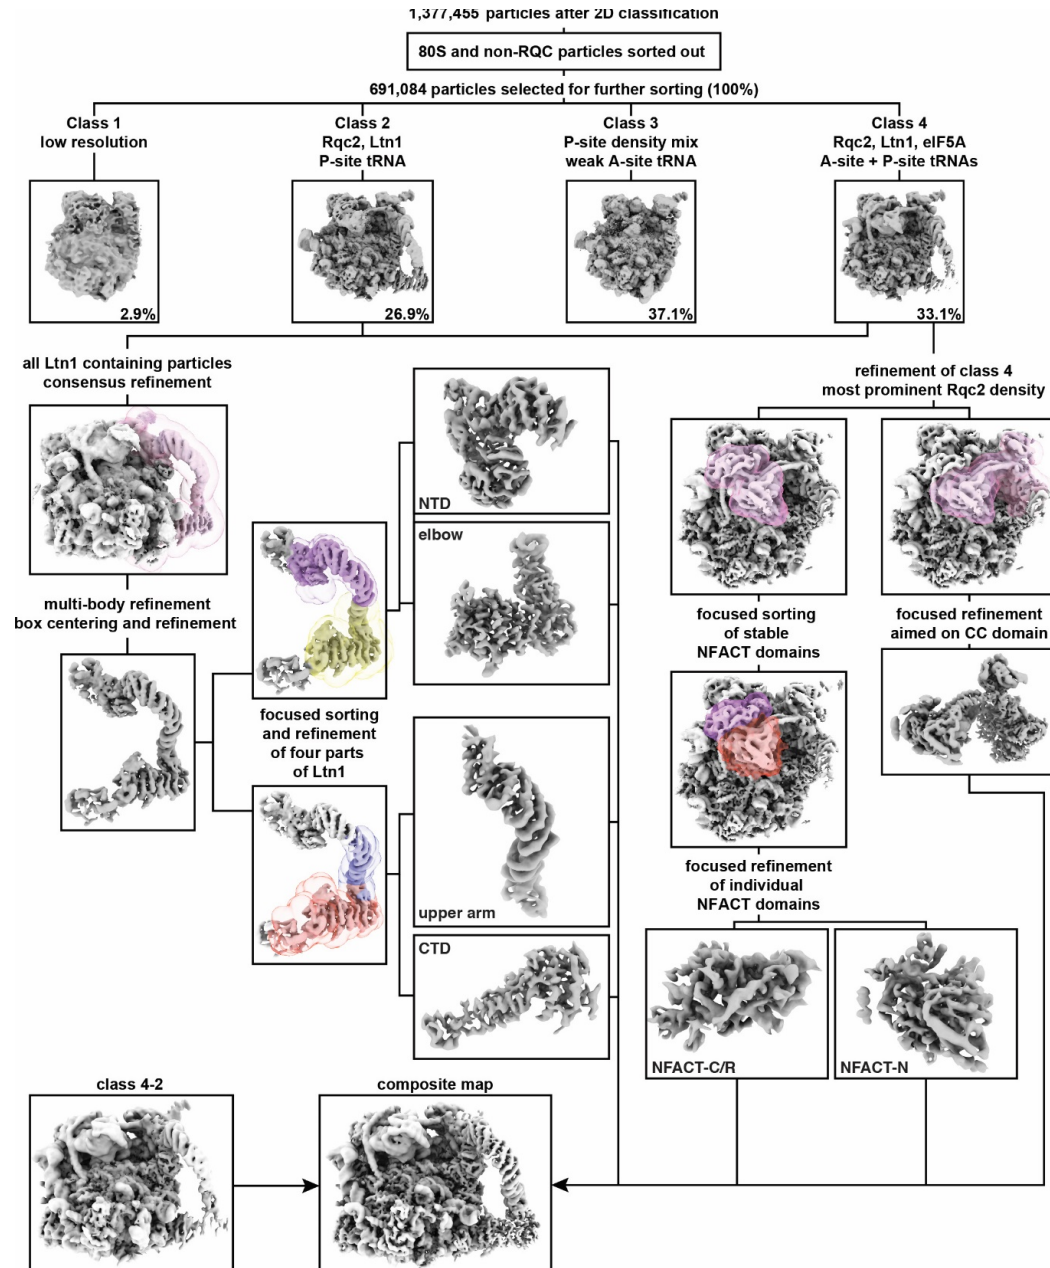 1,377,455 particles after 2D classification
80S and non-RQC particles sorted out
691,084 particles selected for further sorting (100%)
Class 1
low resolution
Class 2
Rqc2, Ltn1
P-site tRNA
Class 3
P-site density mix
weak A-site tRNA
Class 4
Rqc2, Ltn1, eIF5A
A-site + P-site tRNAs
2.9%
26.9%
37.1%
33.1%
all Ltn1 containing particles
consensus refinement
refinement of class 4
most prominent Rqc2 density
NTD
elbow
multi-body refinement
box centering and refinement
focused sorting
of stable
NFACT domains
focused refinement
aimed on CC domain
focused sorting
and refinement
of four parts
of Ltn1
upper arm
CTD
focused refinement
of individual
NFACT domains
NFACT-C/R
NFACT-N
class 4-2
composite map